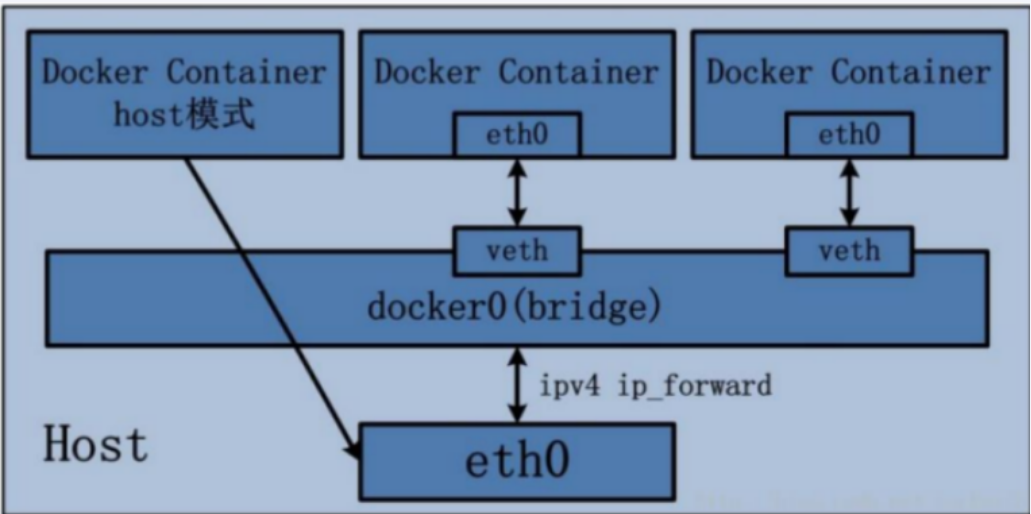 Docker Container
host模式
Docker Container
eth0
Docker Container
eth0
veth
veth
docker0(bridge)
ipv4 ip_forward
Host
eth0